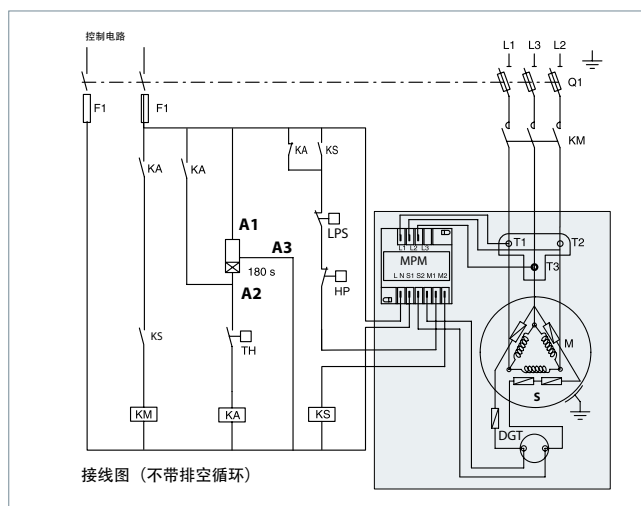 控制电路
L1 L3 L2
Q1
F1 F1
KM
KA KA KA KS
A1
A3
LPS
T1 T2
L1 L2 L3
MPM
T3
180 s
L N S1 S2 M1 M2
A2
HP
KS
TH
M
S
KM KA KS
DGT
接线图（不带排空循环）